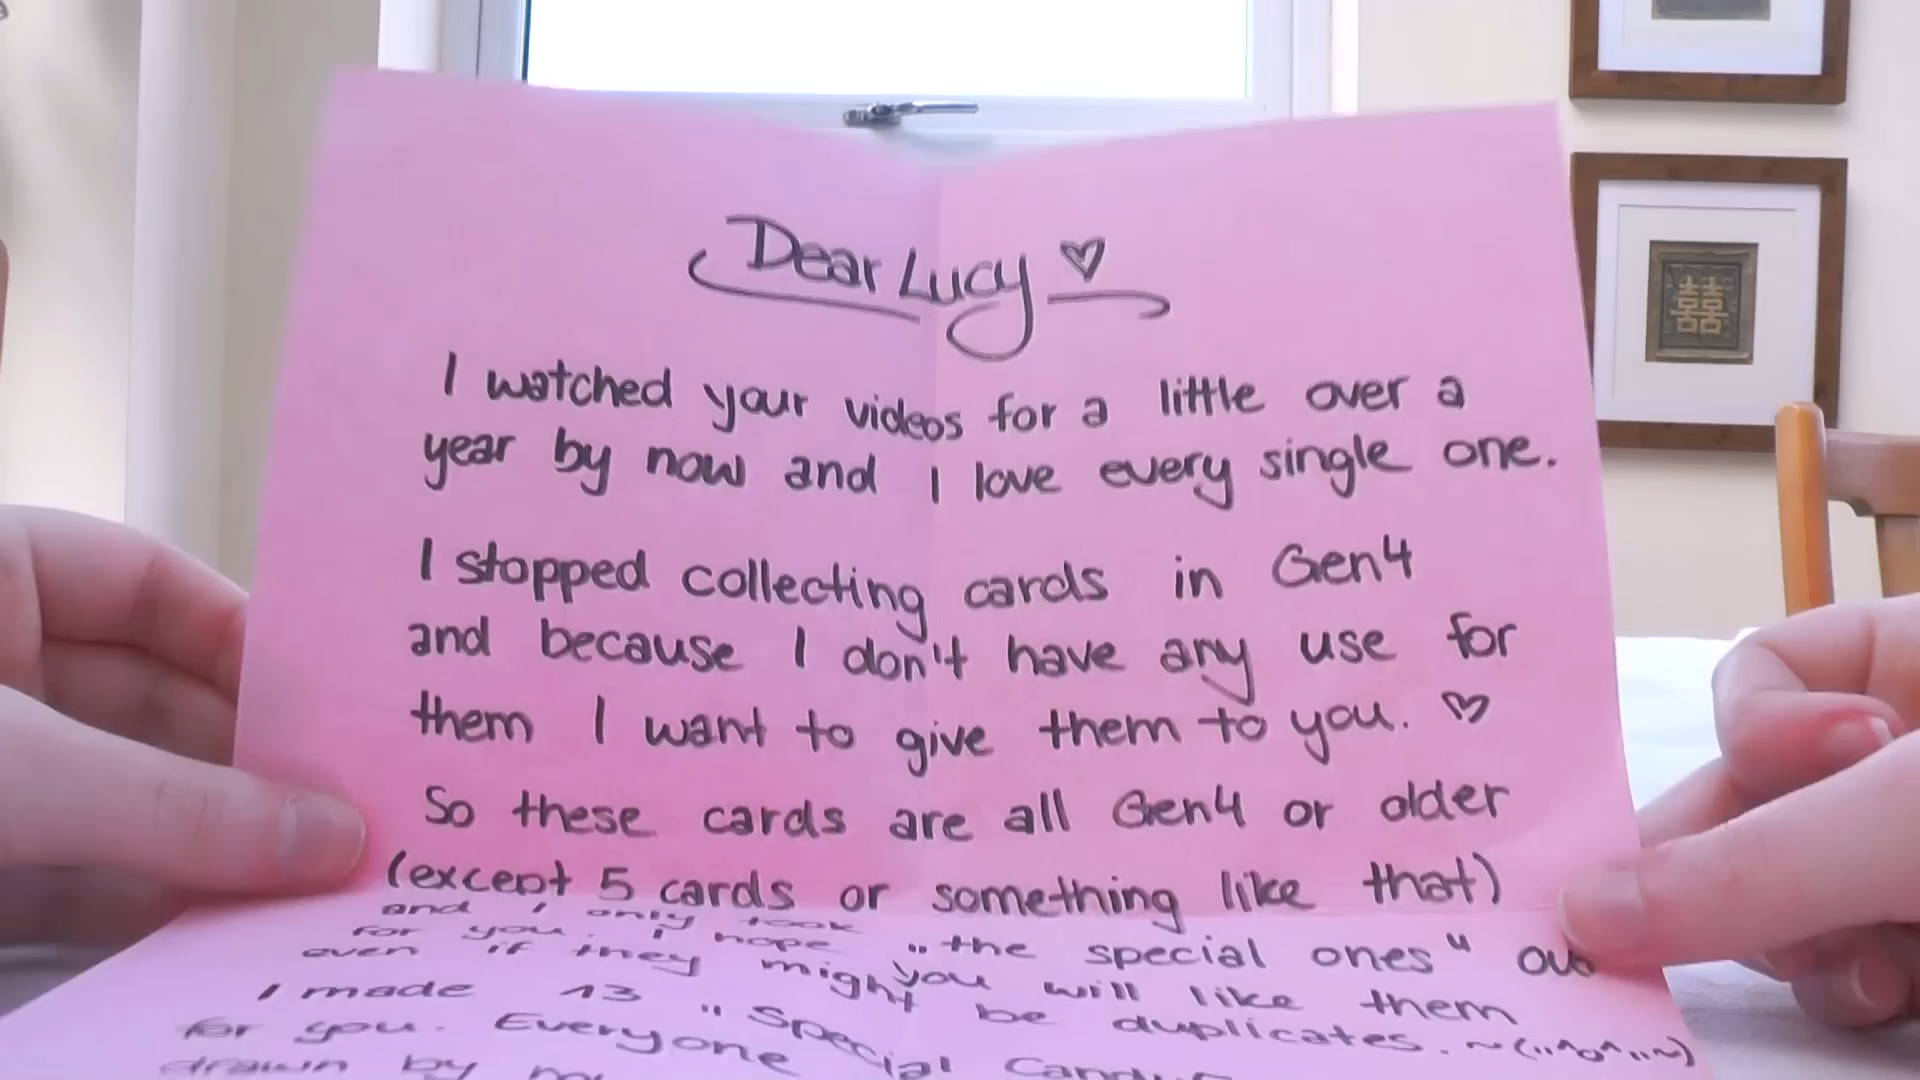 Dear Lucy ♡
I watched your videos for a little over a
year by now and I love every single one.
I stopped collecting cards in Gen4
and because I don't have any use for
them I want to give them to you. ♡
So these cards are all Gen4 or older
(except 5 cards or something like that)
and I only took "the special ones" out
for you. I hope you will like them
even if they might be duplicates.
I made 13 "Special Candy
for you. Everyone
drawn by
囍